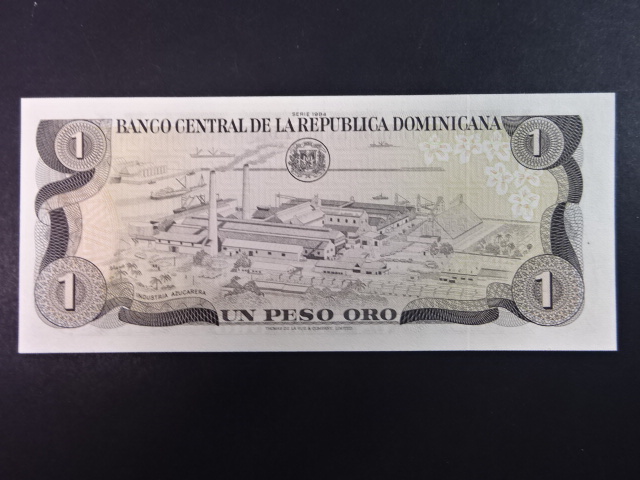 SERIE 1984
BANCO CENTRAL DE LA REPUBLICA DOMINICANA
1
1
1
1
INDUSTRIA AZUCARERA
UN PESO ORO
THOMAS DE LA RUE & COMPANY, LIMITED.